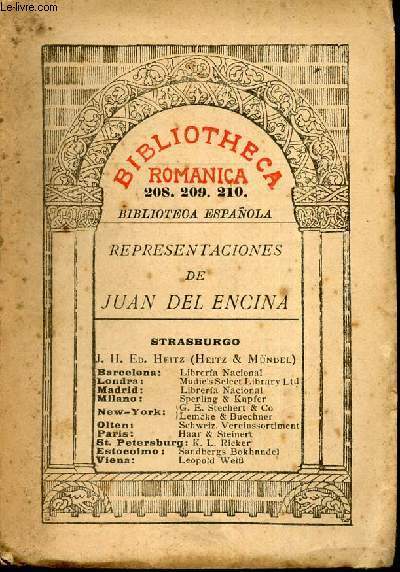 www.Le-livre.com
BIBLIOTHECA
ROMANICA
208. 209. 210.
BIBLIOTECA ESPAÑOLA
REPRESENTACIONES
DE
JUAN DEL ENCINA
STRASBURGO
J. H. ED. HEITZ (HEITZ & MÜNDEL)
Barcelona: Librería Nacional
Londra: Mudie's Select Library Ltd
Madrid: Librería Nacional
Milano: Sperling & Kupfer
New-York: G. E. Stechert & Co
Lemcke & Buechner
Olten: Schweiz. Vereinssortiment
Paris: Haar & Steinert
St. Petersburg: K. L. Ricker
Estocolmo: Sandbergs Bokhandel
Viena: Leopold Weiß